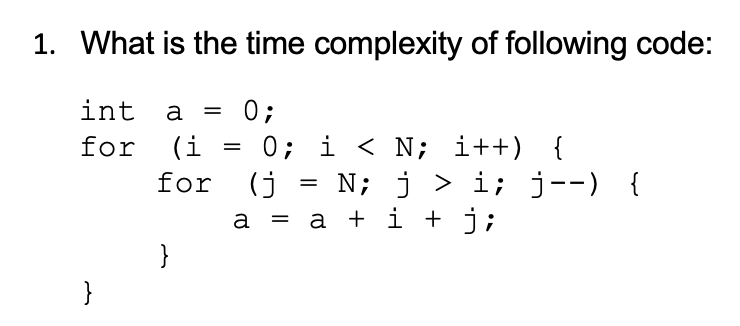 1. What is the time complexity of following code:
int a = 0;
for (i = 0; i < N; i++) {
for (j = N; j > i; j--) {
a = a + i + j;
}
}